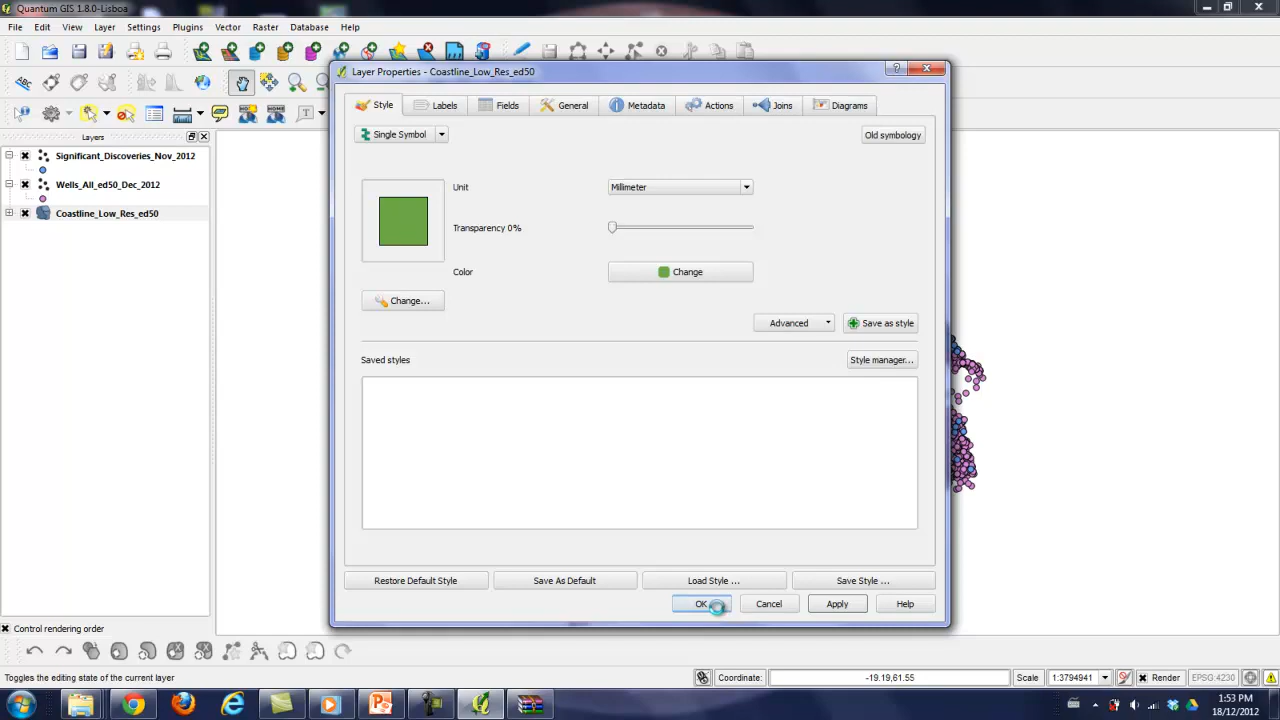 Quantum GIS 1.8.0-Lisboa
File Edit View Layer Settings Plugins Vector Raster Database Help
Layer Properties - Coastline_Low_Res_ed50
Style Labels Fields General Metadata Actions Joins Diagrams
Layers
Single Symbol Old symbology
Significant_Discoveries_Nov_2012
Wells_All_ed50_Dec_2012
Coastline_Low_Res_ed50
Unit Millimeter
Transparency 0%
Color Change
Change...
Advanced Save as style
Saved styles Style manager...
Restore Default Style Save As Default Load Style ... Save Style ...
OK Cancel Apply Help
Control rendering order
Toggles the editing state of the current layer Coordinate: -19.19,61.55 Scale 1:3794941 Render EPSG:4230
1:53 PM
18/12/2012